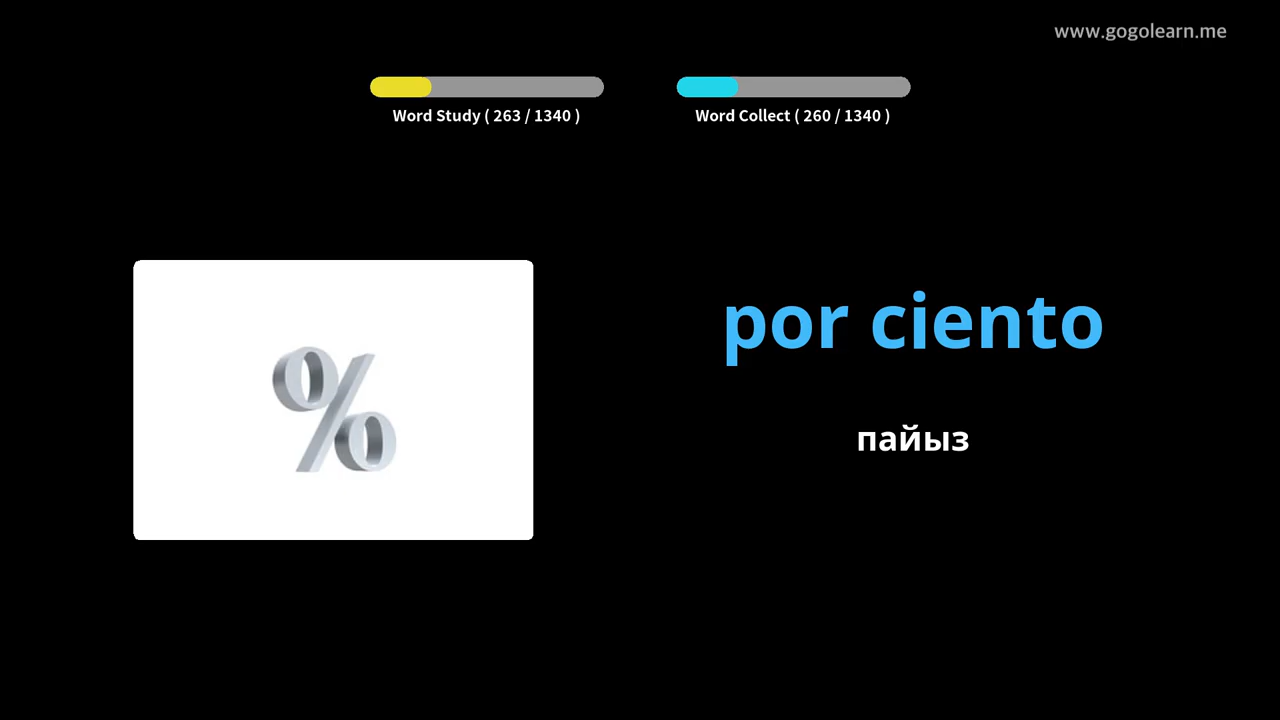 www.gogolearn.me
Word Study ( 263 / 1340 )
Word Collect ( 260 / 1340 )
%
por ciento
пайыз